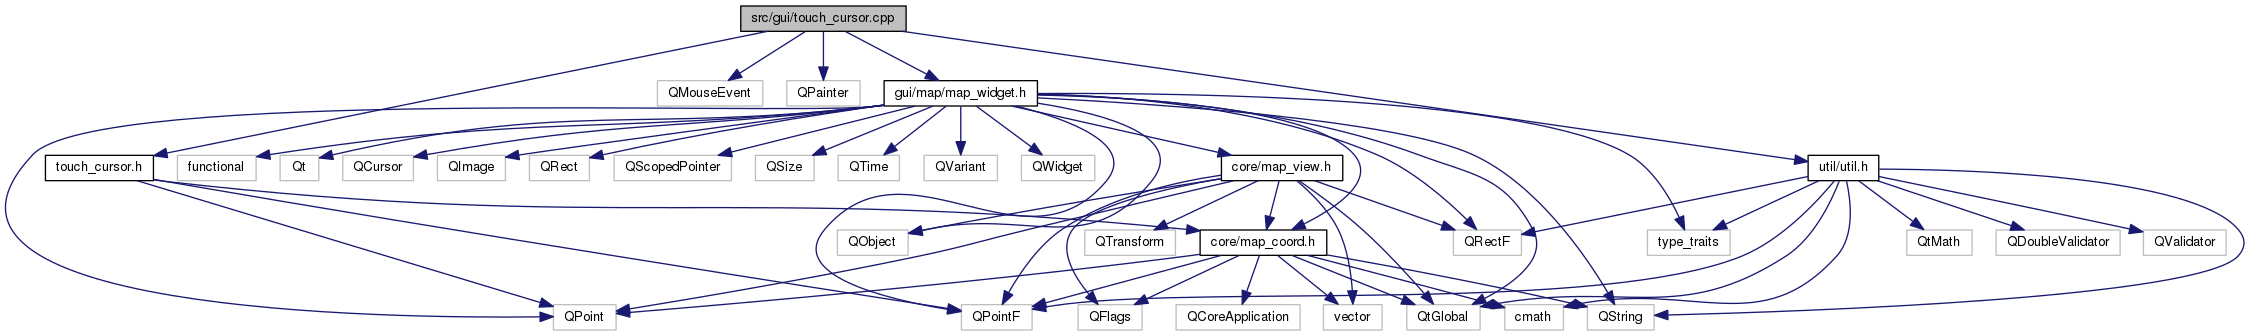 src/gui/touch_cursor.cpp
QMouseEvent
QPainter
gui/map/map_widget.h
touch_cursor.h
functional
Qt
QCursor
QImage
QRect
QScopedPointer
QSize
QTime
QVariant
QWidget
core/map_view.h
util/util.h
QObject
QTransform
core/map_coord.h
QRectF
type_traits
QtMath
QDoubleValidator
QValidator
QPoint
QPointF
QFlags
QCoreApplication
vector
QtGlobal
cmath
QString